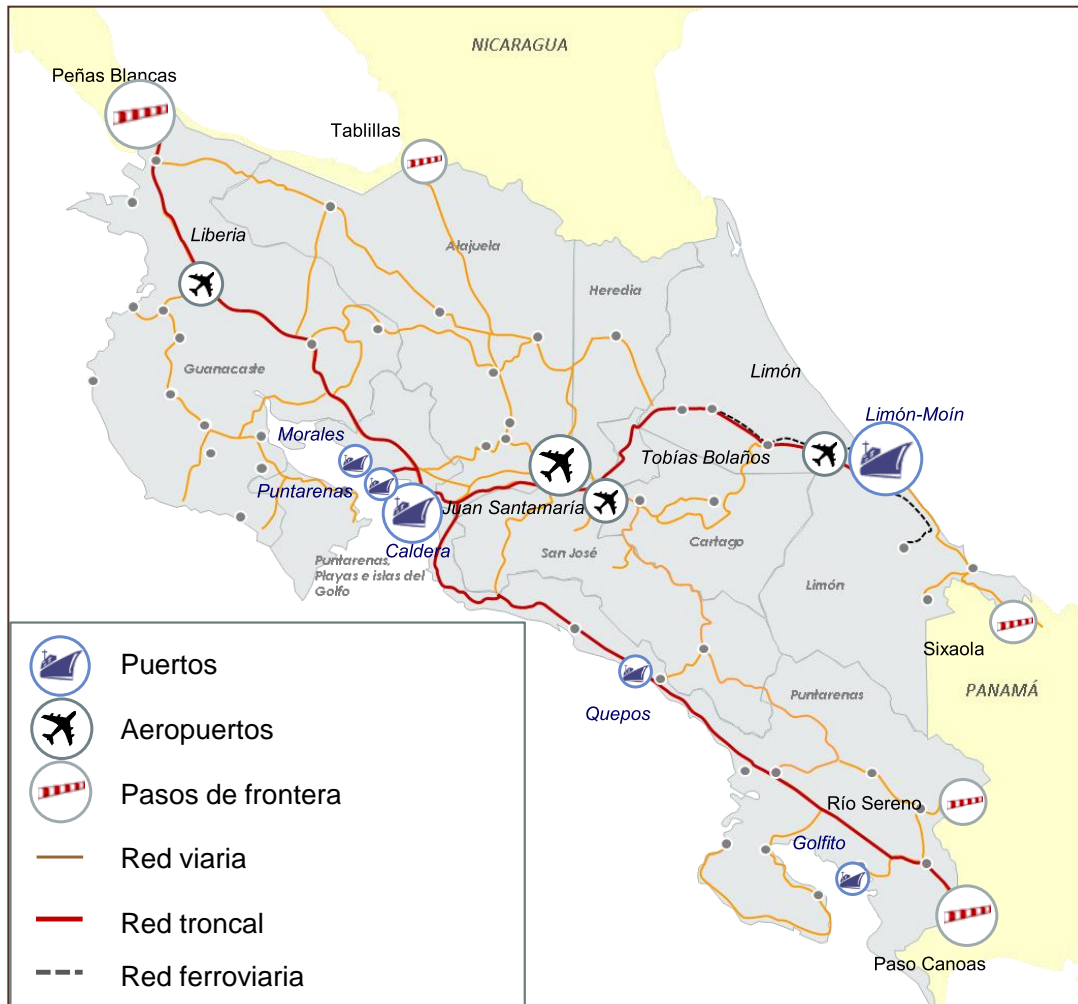 NICARAGUA
Peñas Blancas
Tablillas
Liberia
Alajuela
Heredia
Guanacaste
Limón
Limón-Moín
Morales
Tobías Bolaños
Puntarenas
Juan Santamaría
Caldera
San José
Cartago
Puntarenas,
Playas e islas del
Golfo
Limón
Sixaola
PANAMÁ
Puntarenas
Quepos
Río Sereno
Golfito
Paso Canoas
Puertos
Aeropuertos
Pasos de frontera
Red viaria
Red troncal
Red ferroviaria